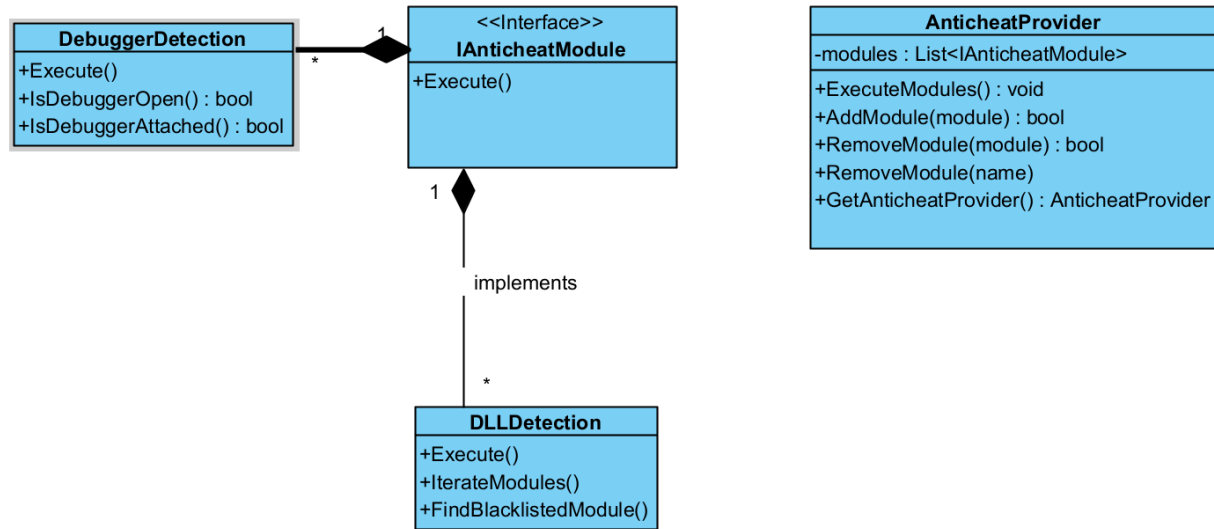 DebuggerDetection
+Execute()
+IsDebuggerOpen() : bool
+IsDebuggerAttached() : bool
1
*
<<Interface>>
IAnticheatModule
+Execute()
1
implements
*
DLLDetection
+Execute()
+IterateModules()
+FindBlacklistedModule()
AnticheatProvider
-modules : List<IAnticheatModule>
+ExecuteModules() : void
+AddModule(module) : bool
+RemoveModule(module) : bool
+RemoveModule(name)
+GetAnticheatProvider() : AnticheatProvider